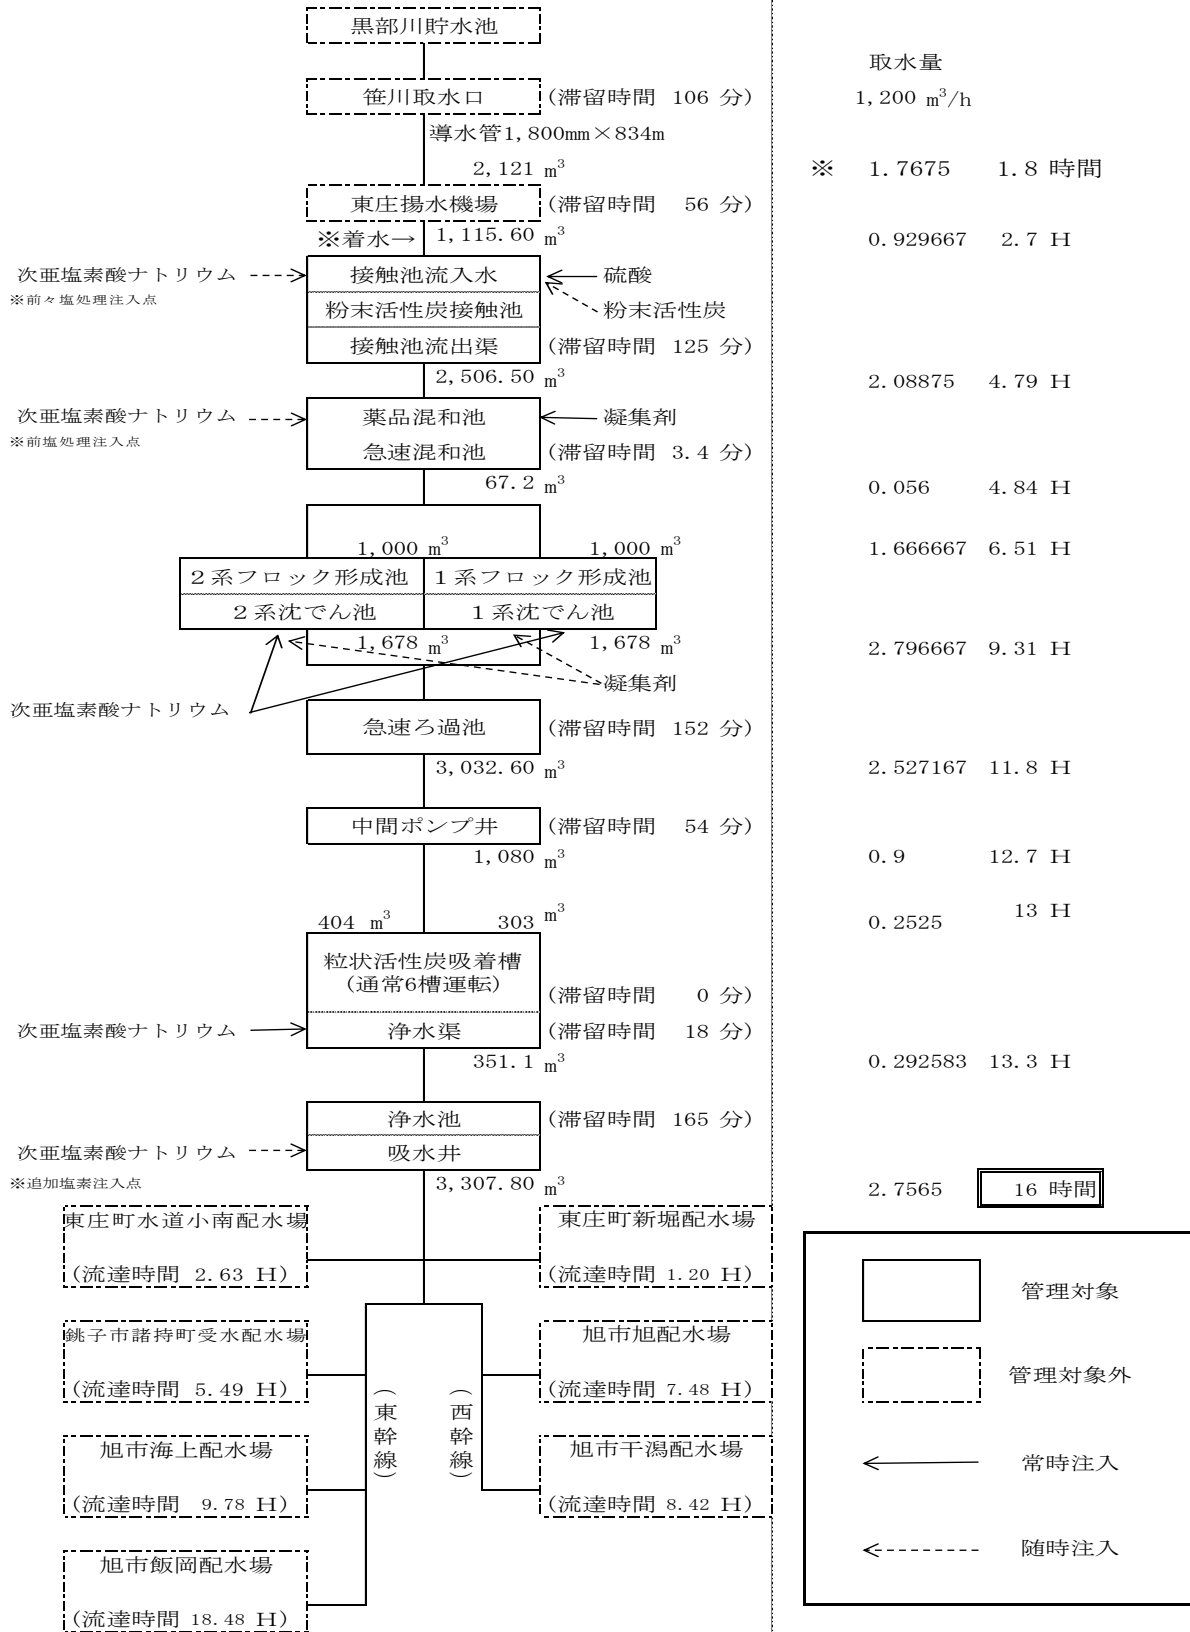 黒部川貯水池
取水量
笹川取水口 (滞留時間 106 分) 1,200 m³/h
導水管1,800mm×834m
2,121 m³ ※ 1.7675 1.8 時間
東庄揚水機場 (滞留時間 56 分)
※着水→ 1,115.60 m³ 0.929667 2.7 H
次亜塩素酸ナトリウム 接触池流入水 硫酸
※前々塩処理注入点
粉末活性炭接触池 粉末活性炭
接触池流出渠 (滞留時間 125 分)
2,506.50 m³ 2.08875 4.79 H
次亜塩素酸ナトリウム 薬品混和池 凝集剤
※前塩処理注入点
急速混和池 (滞留時間 3.4 分)
67.2 m³ 0.056 4.84 H
1,000 m³ 1,000 m³ 1.666667 6.51 H
2系フロック形成池 1系フロック形成池
2系沈でん池 1系沈でん池
1,678 m³ 1,678 m³ 2.796667 9.31 H
凝集剤
次亜塩素酸ナトリウム
急速ろ過池 (滞留時間 152 分)
3,032.60 m³ 2.527167 11.8 H
中間ポンプ井 (滞留時間 54 分)
1,080 m³ 0.9 12.7 H
404 m³ 303 m³ 0.2525 13 H
粒状活性炭吸着槽
(通常6槽運転)
(滞留時間 0 分)
次亜塩素酸ナトリウム 浄水渠 (滞留時間 18 分)
351.1 m³ 0.292583 13.3 H
浄水池 (滞留時間 165 分)
次亜塩素酸ナトリウム 吸水井
※追加塩素注入点 3,307.80 m³ 2.7565 16 時間
東庄町水道小南配水場 東庄町新堀配水場
(流達時間 2.63 H) (流達時間 1.20 H)
管理対象
銚子市諸持町受水配水場 旭市旭配水場
(流達時間 5.49 H) (流達時間 7.48 H)
管理対象外
(東幹線) (西幹線)
旭市海上配水場 旭市干潟配水場
常時注入
(流達時間 9.78 H) (流達時間 8.42 H)
随時注入
旭市飯岡配水場
(流達時間 18.48 H)